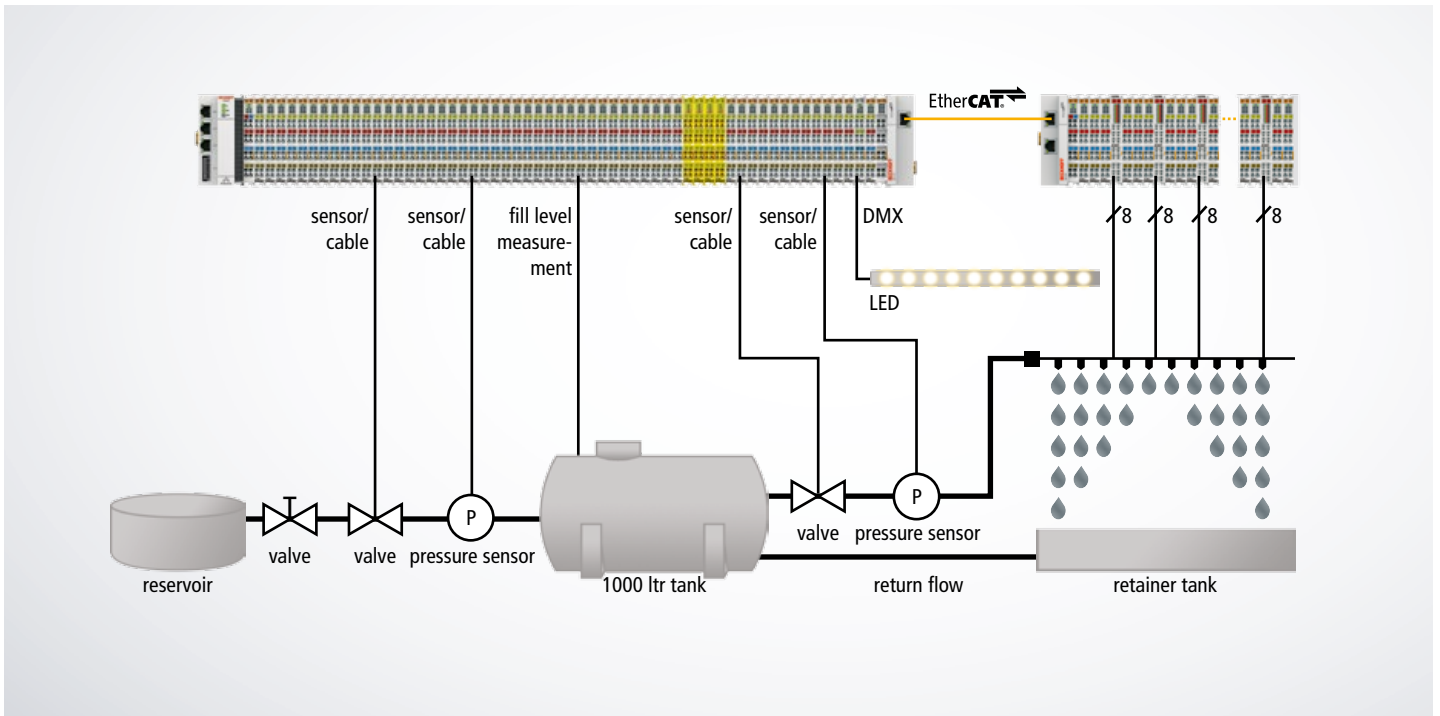 EtherCAT®
sensor/
cable
sensor/
cable
fill level
measure-
ment
sensor/
cable
sensor/
cable
DMX
8
8
8
8
LED
P
P
valve
pressure sensor
valve
valve
pressure sensor
reservoir
1000 ltr tank
return flow
retainer tank